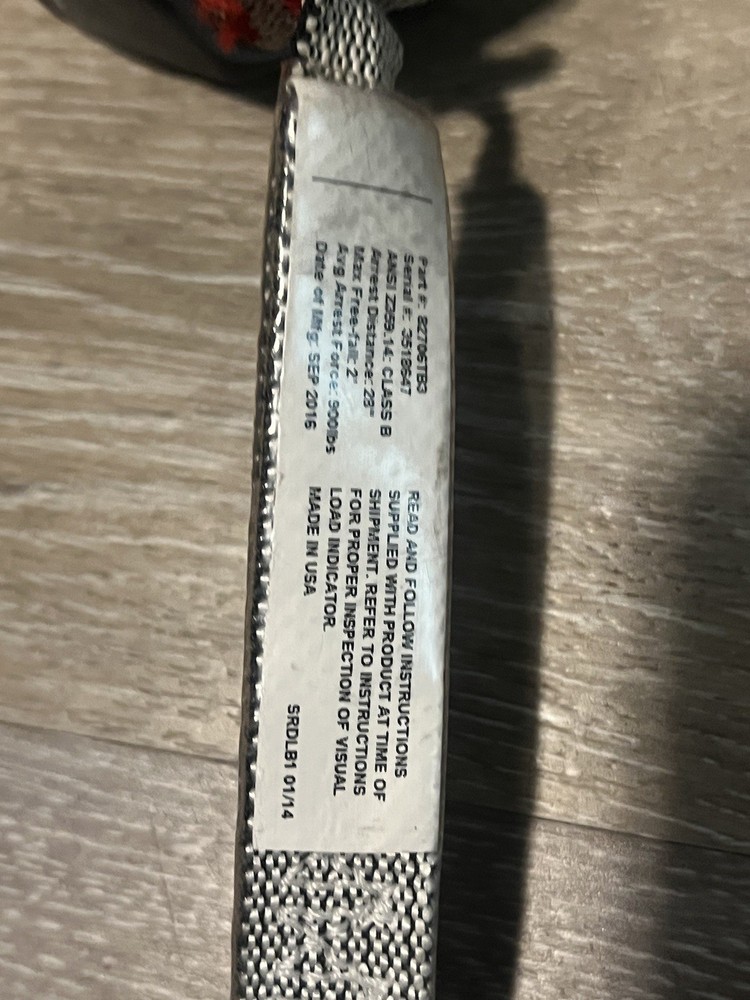 Part #: 82706TB3
Serial #: 3518647
ANSI Z359.14: CLASS B
Arrest Distance: 28"
Max Free-fall: 2'
Avg Arrest Force: 900lbs
Date of Mfg: SEP 2016
READ AND FOLLOW INSTRUCTIONS
SUPPLIED WITH PRODUCT AT TIME OF
SHIPMENT. REFER TO INSTRUCTIONS
FOR PROPER INSPECTION OF VISUAL
LOAD INDICATOR.
MADE IN USA
SRDLB1 01/14